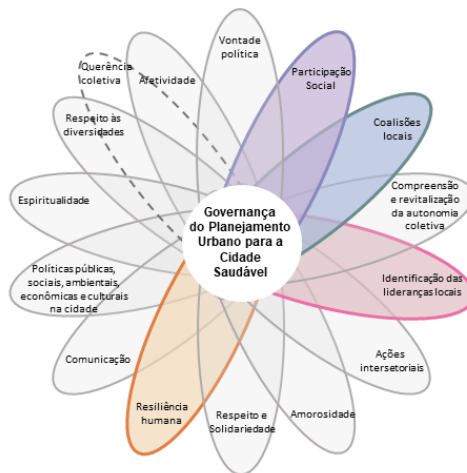 Vontade
política
Participação
Social
Coalisões
locais
Compreensão
e revitalização
da autonomia
coletiva
Identificação das
lideranças locais
Ações
intersetoriais
Amorosidade
Respeito e
Solidariedade
Resiliência
humana
Comunicação
Políticas públicas,
sociais, ambientais,
econômicas e culturais
na cidade
Espiritualidade
Respeito às
diversidades
Querência
coletiva
Afetividade
Governança
do Planejamento
Urbano para a
Cidade
Saudável